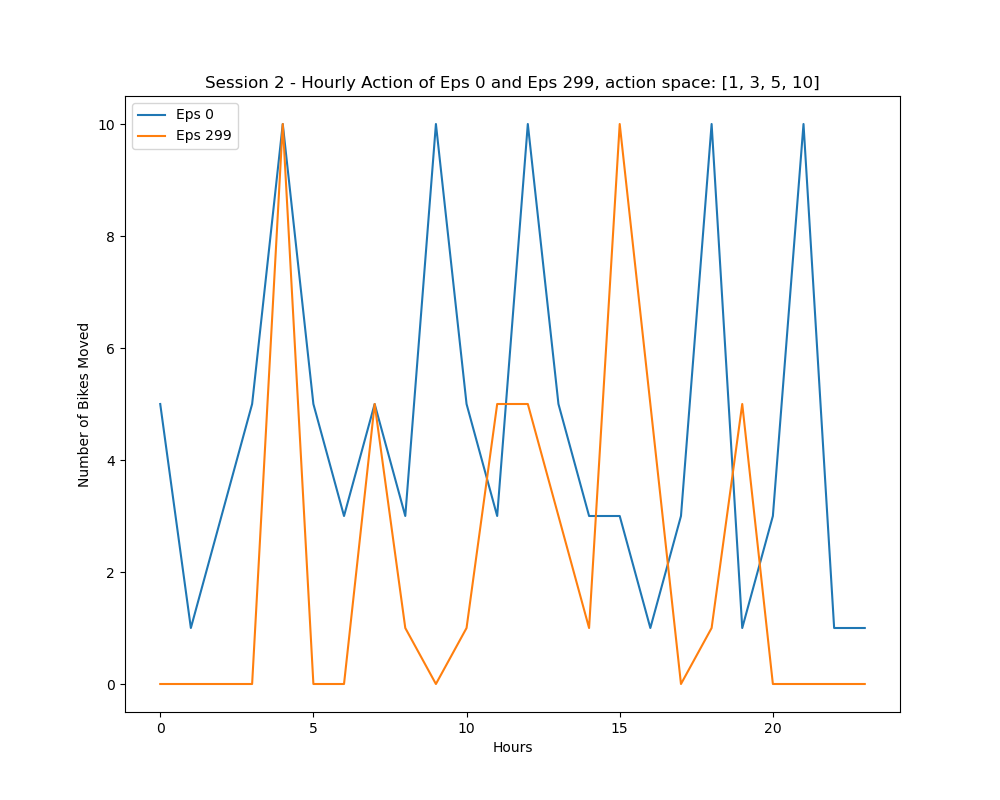 Session 2 - Hourly Action of Eps 0 and Eps 299, action space: [1, 3, 5, 10]
Eps 0
Eps 299
10
8
6
4
2
0
Number of Bikes Moved
0 5 10 15 20
Hours